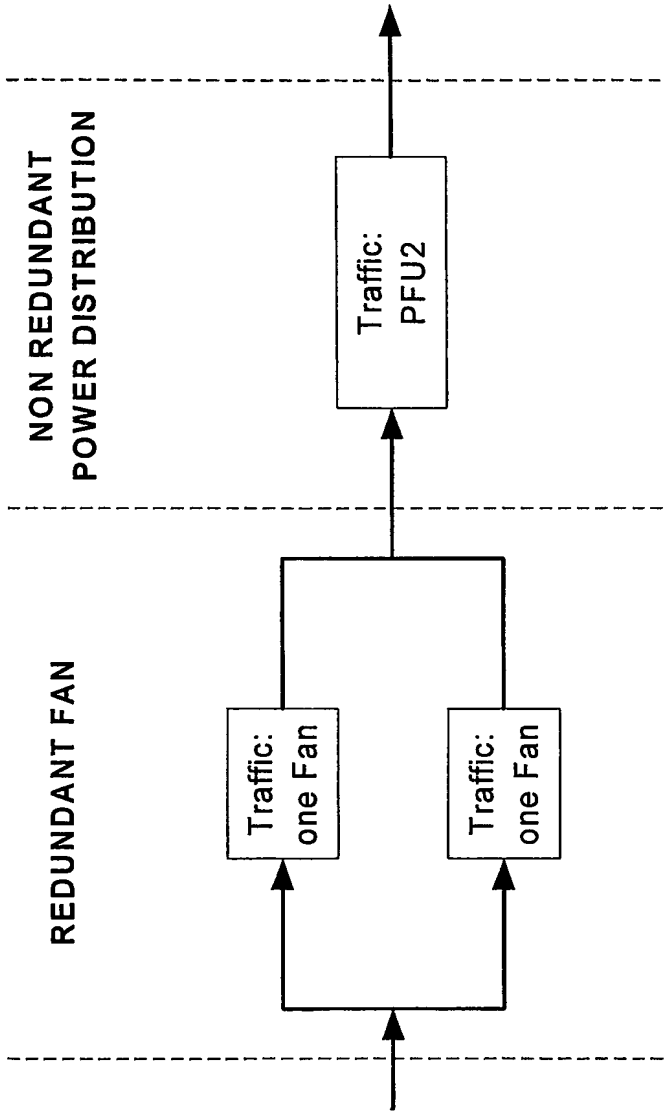 REDUNDANT FAN
NON REDUNDANT
POWER DISTRIBUTION
Traffic:
one Fan
Traffic:
one Fan
Traffic:
PFU2